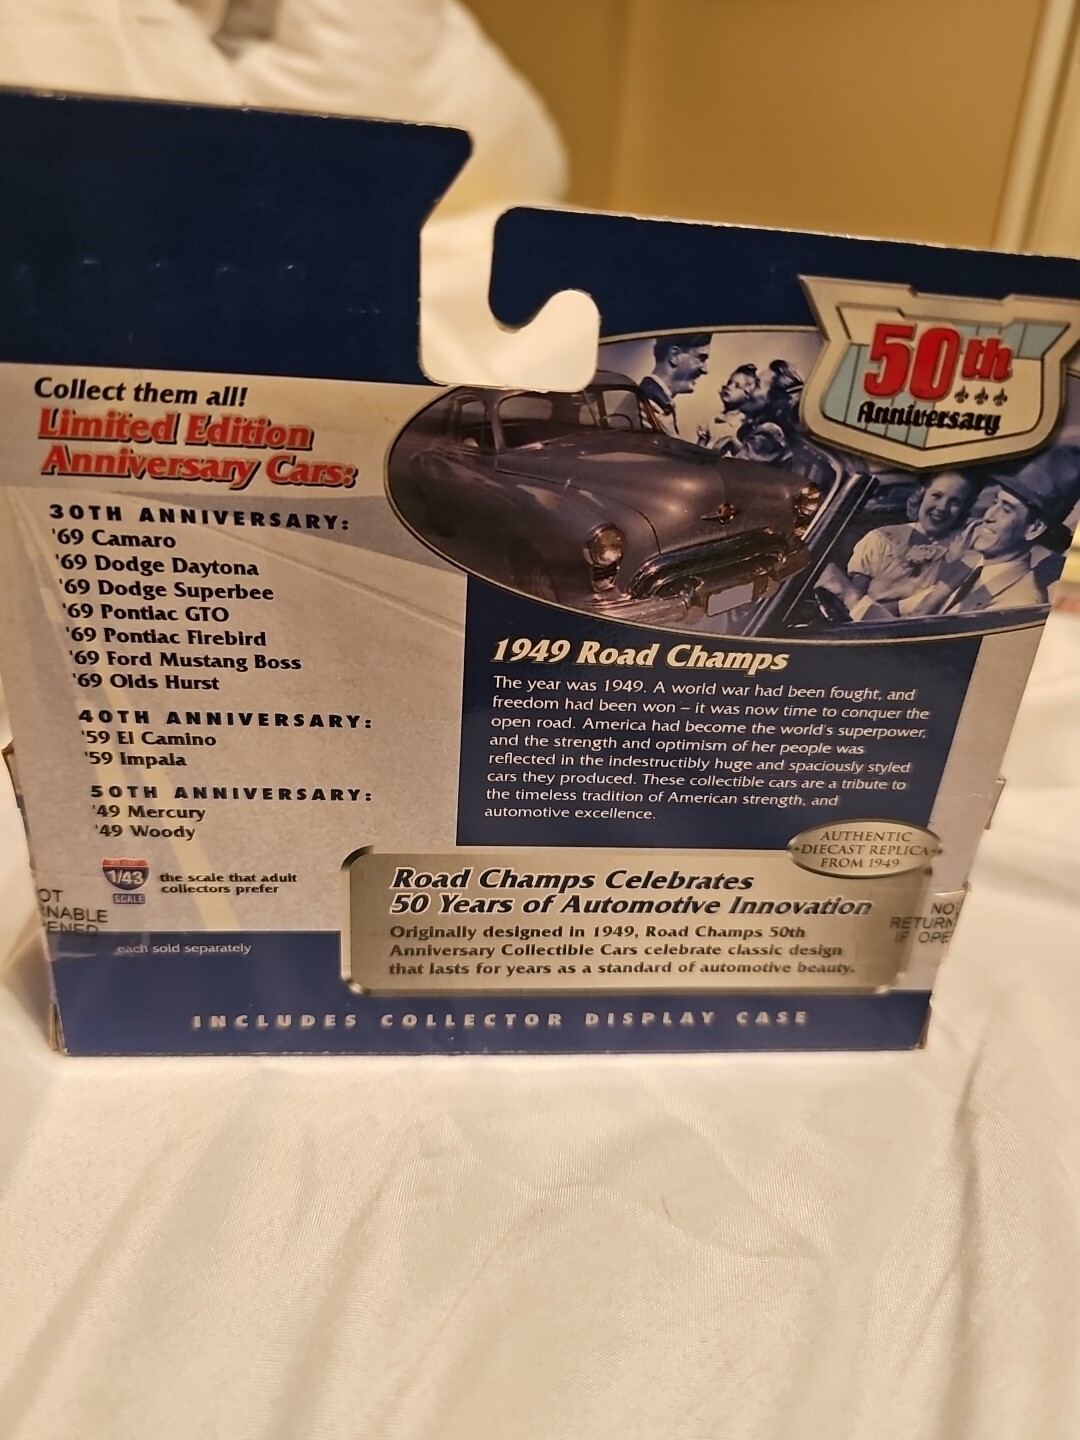 Collect them all!
Limited Edition
Anniversary Cars:
30TH ANNIVERSARY:
'69 Camaro
'69 Dodge Daytona
'69 Dodge Superbee
'69 Pontiac GTO
'69 Pontiac Firebird
'69 Ford Mustang Boss
'69 Olds Hurst
40TH ANNIVERSARY:
'59 El Camino
'59 Impala
50TH ANNIVERSARY:
'49 Mercury
'49 Woody
1/43
SCALE
the scale that adult
collectors prefer
OT
RNABLE
ENED
each sold separately
50th
Anniversary
1949 Road Champs
The year was 1949. A world war had been fought, and
freedom had been won – it was now time to conquer the
open road. America had become the world's superpower,
and the strength and optimism of her people was
reflected in the indestructibly huge and spaciously styled
cars they produced. These collectible cars are a tribute to
the timeless tradition of American strength, and
automotive excellence.
AUTHENTIC
•DIECAST REPLICA•
FROM 1949
Road Champs Celebrates
50 Years of Automotive Innovation
Originally designed in 1949, Road Champs 50th
Anniversary Collectible Cars celebrate classic design
that lasts for years as a standard of automotive beauty.
NO
RETURN
IF OPE
INCLUDES COLLECTOR DISPLAY CASE